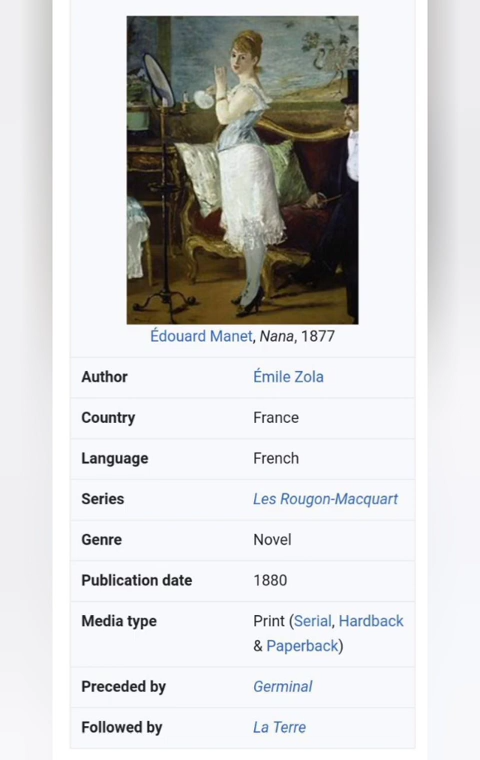 Édouard Manet, Nana, 1877
Author Émile Zola
Country France
Language French
Series Les Rougon-Macquart
Genre Novel
Publication date 1880
Media type Print (Serial, Hardback
& Paperback)
Preceded by Germinal
Followed by La Terre